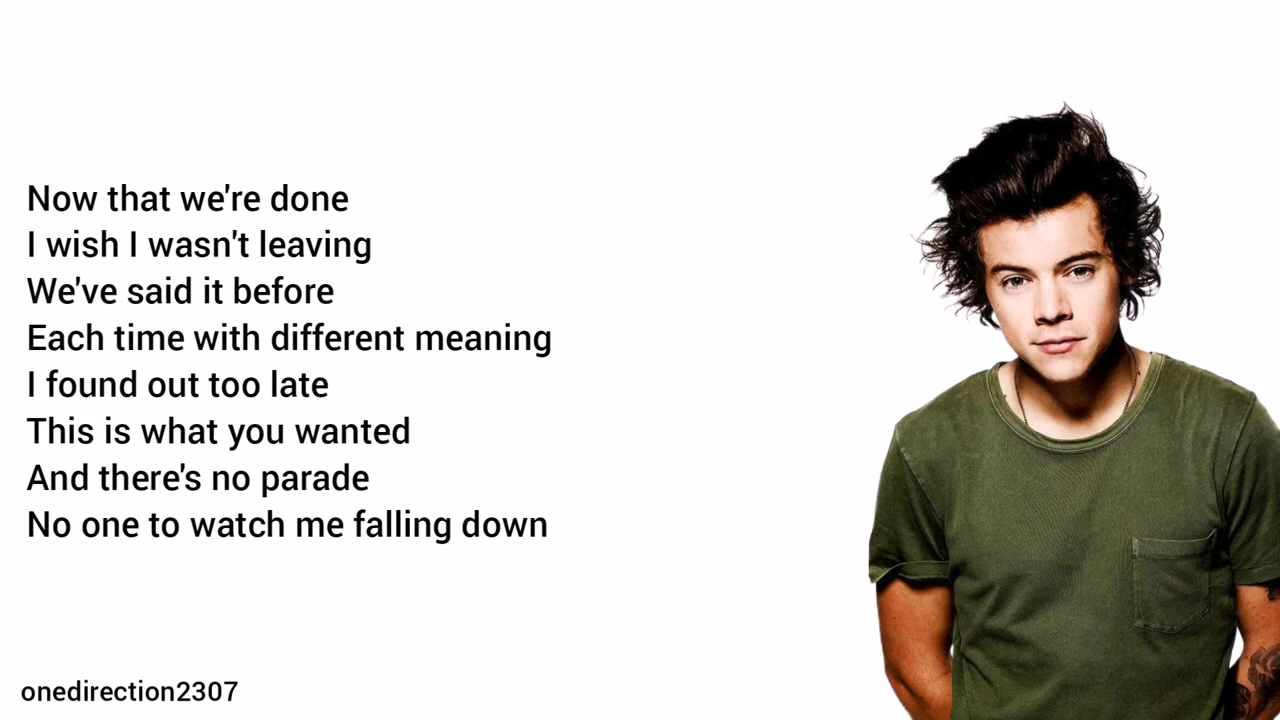 Now that we're done
I wish I wasn't leaving
We've said it before
Each time with different meaning
I found out too late
This is what you wanted
And there's no parade
No one to watch me falling down
onedirection2307